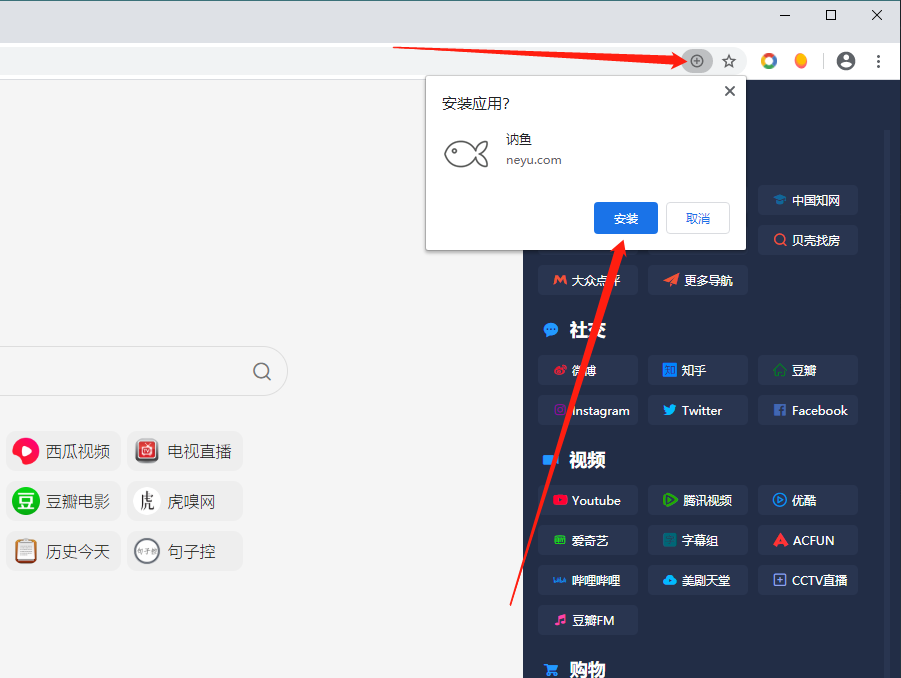 安装应用?
讷鱼
neyu.com
安装
取消
中国知网
贝壳找房
大众点评
更多导航
社交
微博
知乎
豆瓣
Instagram
Twitter
Facebook
视频
Youtube
腾讯视频
优酷
爱奇艺
字幕组
ACFUN
哔哩哔哩
美剧天堂
CCTV直播
豆瓣FM
购物
西瓜视频
电视直播
豆
豆瓣电影
虎
虎嗅网
历史今天
句子控
句子控